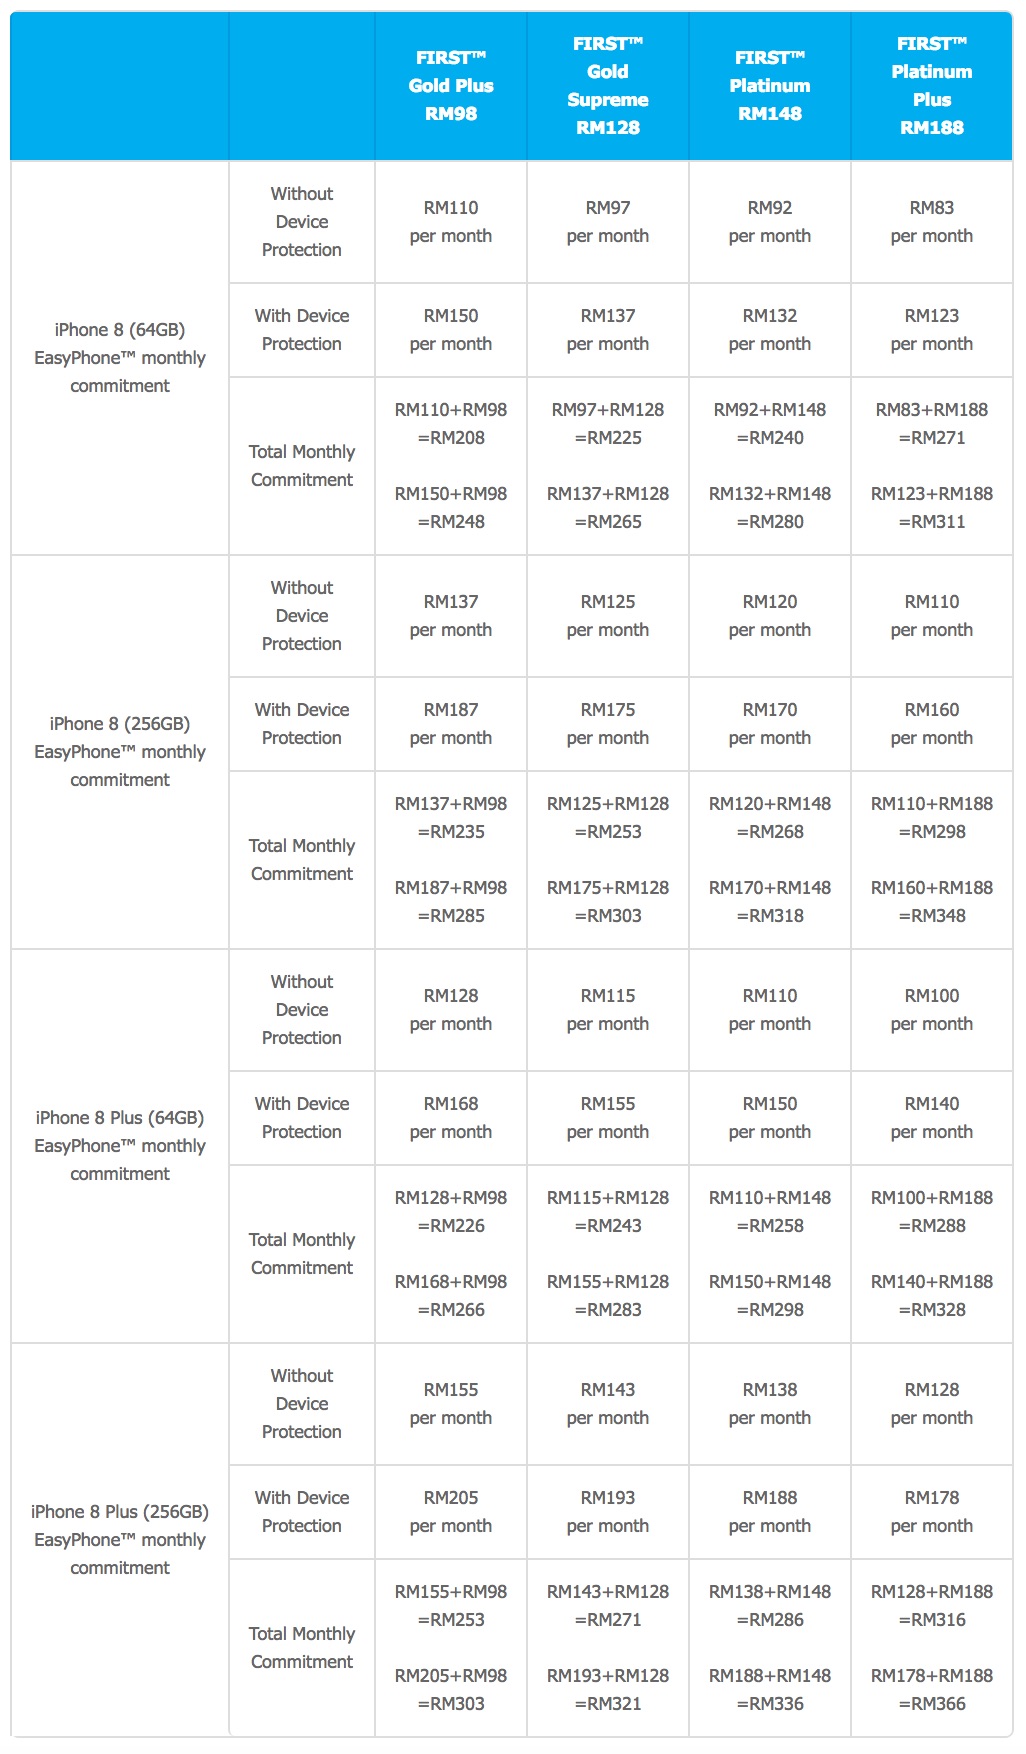 FIRST™
Gold Plus
RM98
FIRST™
Gold
Supreme
RM128
FIRST™
Platinum
RM148
FIRST™
Platinum
Plus
RM188
iPhone 8 (64GB)
EasyPhone™ monthly
commitment
Without
Device
Protection
RM110
per month
RM97
per month
RM92
per month
RM83
per month
With Device
Protection
RM150
per month
RM137
per month
RM132
per month
RM123
per month
Total Monthly
Commitment
RM110+RM98
=RM208
RM150+RM98
=RM248
RM97+RM128
=RM225
RM137+RM128
=RM265
RM92+RM148
=RM240
RM132+RM148
=RM280
RM83+RM188
=RM271
RM123+RM188
=RM311
iPhone 8 (256GB)
EasyPhone™ monthly
commitment
Without
Device
Protection
RM137
per month
RM125
per month
RM120
per month
RM110
per month
With Device
Protection
RM187
per month
RM175
per month
RM170
per month
RM160
per month
Total Monthly
Commitment
RM137+RM98
=RM235
RM187+RM98
=RM285
RM125+RM128
=RM253
RM175+RM128
=RM303
RM120+RM148
=RM268
RM170+RM148
=RM318
RM110+RM188
=RM298
RM160+RM188
=RM348
iPhone 8 Plus (64GB)
EasyPhone™ monthly
commitment
Without
Device
Protection
RM128
per month
RM115
per month
RM110
per month
RM100
per month
With Device
Protection
RM168
per month
RM155
per month
RM150
per month
RM140
per month
Total Monthly
Commitment
RM128+RM98
=RM226
RM168+RM98
=RM266
RM115+RM128
=RM243
RM155+RM128
=RM283
RM110+RM148
=RM258
RM150+RM148
=RM298
RM100+RM188
=RM288
RM140+RM188
=RM328
iPhone 8 Plus (256GB)
EasyPhone™ monthly
commitment
Without
Device
Protection
RM155
per month
RM143
per month
RM138
per month
RM128
per month
With Device
Protection
RM205
per month
RM193
per month
RM188
per month
RM178
per month
Total Monthly
Commitment
RM155+RM98
=RM253
RM205+RM98
=RM303
RM143+RM128
=RM271
RM193+RM128
=RM321
RM138+RM148
=RM286
RM188+RM148
=RM336
RM128+RM188
=RM316
RM178+RM188
=RM366